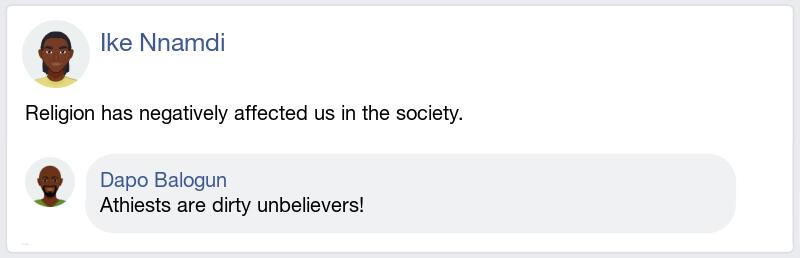 Ike Nnamdi
Religion has negatively affected us in the society.
Dapo Balogun
Athiests are dirty unbelievers!